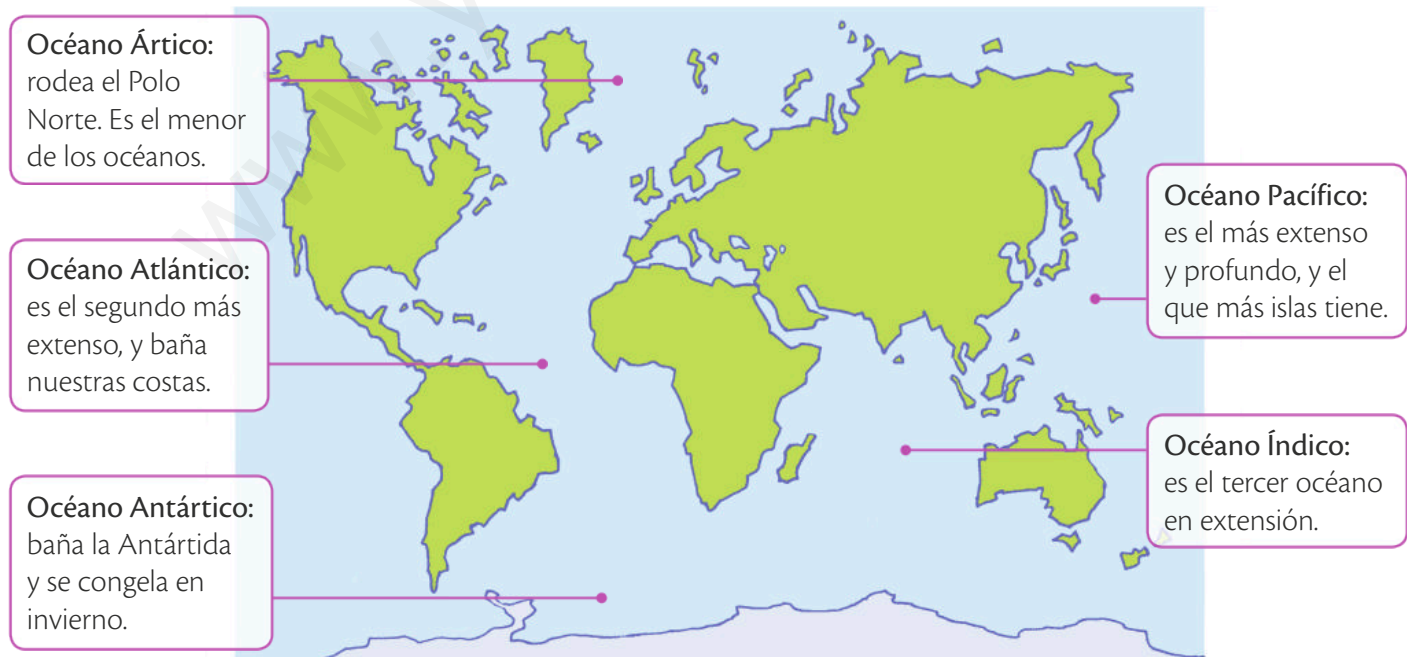 Océano Ártico:
rodea el Polo
Norte. Es el menor
de los océanos.
Océano Atlántico:
es el segundo más
extenso, y baña
nuestras costas.
Océano Antártico:
baña la Antártida
y se congela en
invierno.
Océano Pacífico:
es el más extenso
y profundo, y el
que más islas tiene.
Océano Índico:
es el tercer océano
en extensión.
www.